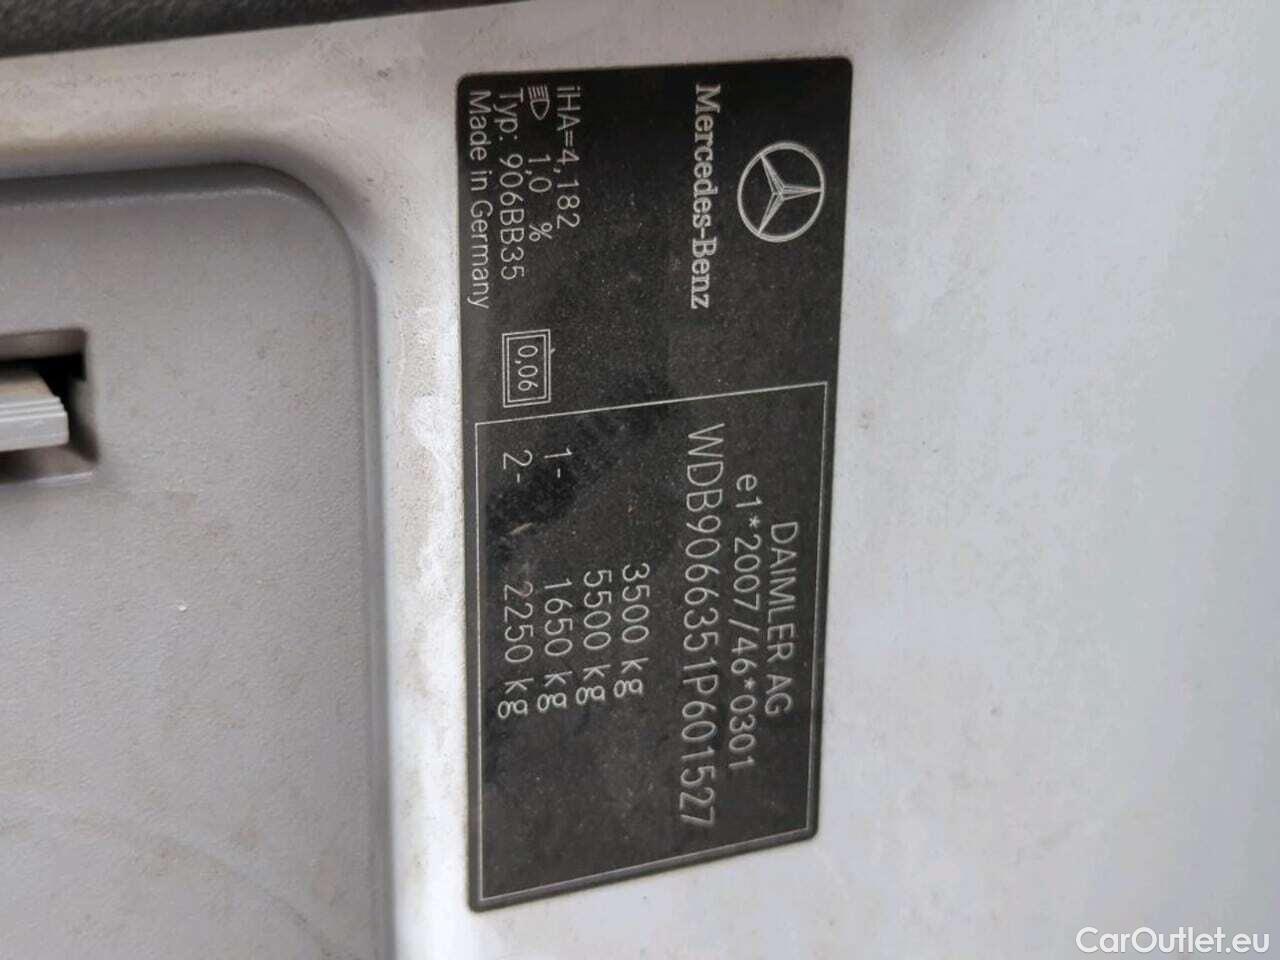 Mercedes-Benz
iHA=4,182
1,0 %
Typ: 906BB35
Made in Germany
0,06
DAIMLER AG
e1*2007/46*0301
WDB9066351P601527
3500 kg
5500 kg
1- 1650 kg
2- 2250 kg
CarOutlet.eu